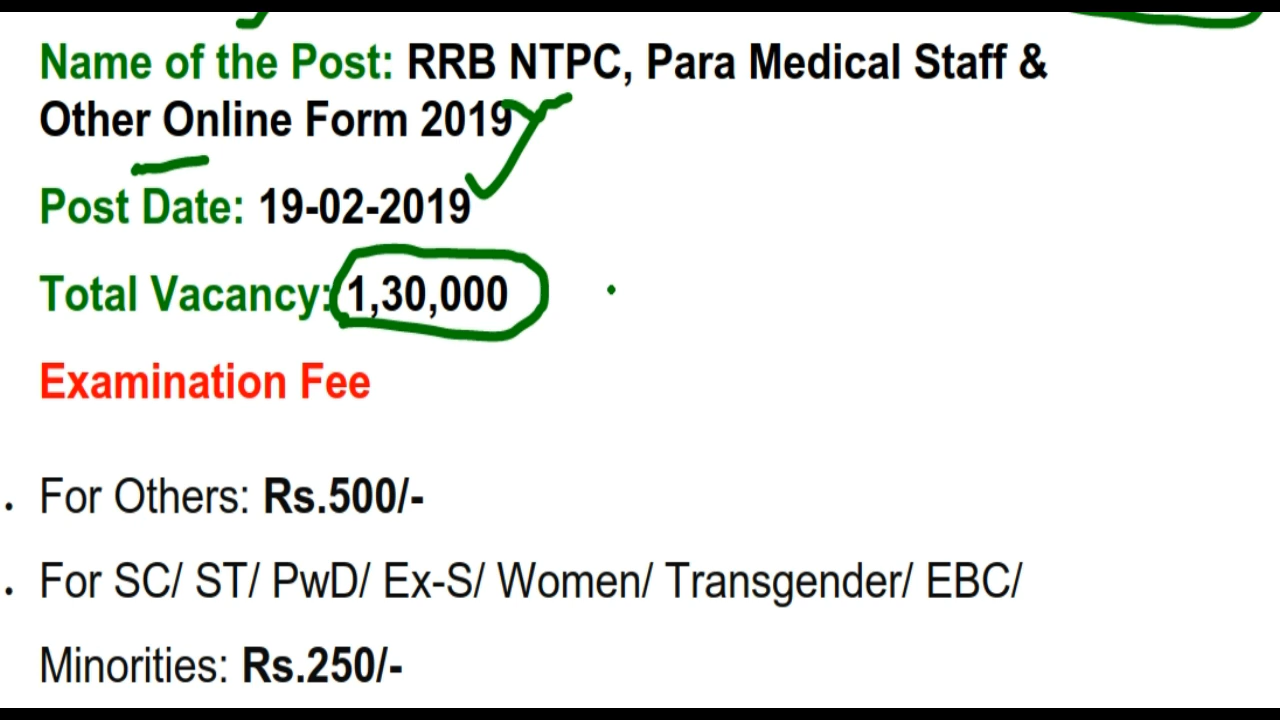 Name of the Post: RRB NTPC, Para Medical Staff &
Other Online Form 2019
Post Date: 19-02-2019
Total Vacancy: 1,30,000
Examination Fee
. For Others: Rs.500/-
. For SC/ ST/ PwD/ Ex-S/ Women/ Transgender/ EBC/
Minorities: Rs.250/-